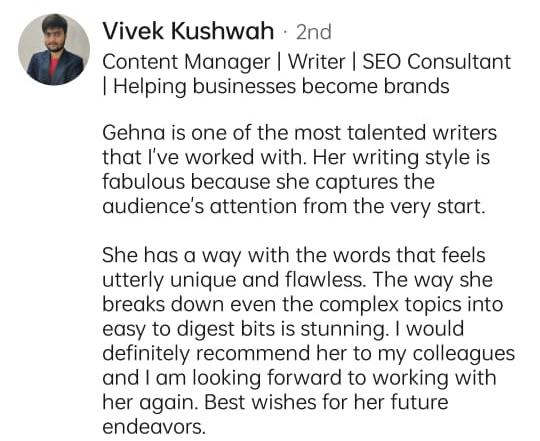 Vivek Kushwah · 2nd
Content Manager | Writer | SEO Consultant
| Helping businesses become brands
Gehna is one of the most talented writers
that I've worked with. Her writing style is
fabulous because she captures the
audience's attention from the very start.
She has a way with the words that feels
utterly unique and flawless. The way she
breaks down even the complex topics into
easy to digest bits is stunning. I would
definitely recommend her to my colleagues
and I am looking forward to working with
her again. Best wishes for her future
endeavors.